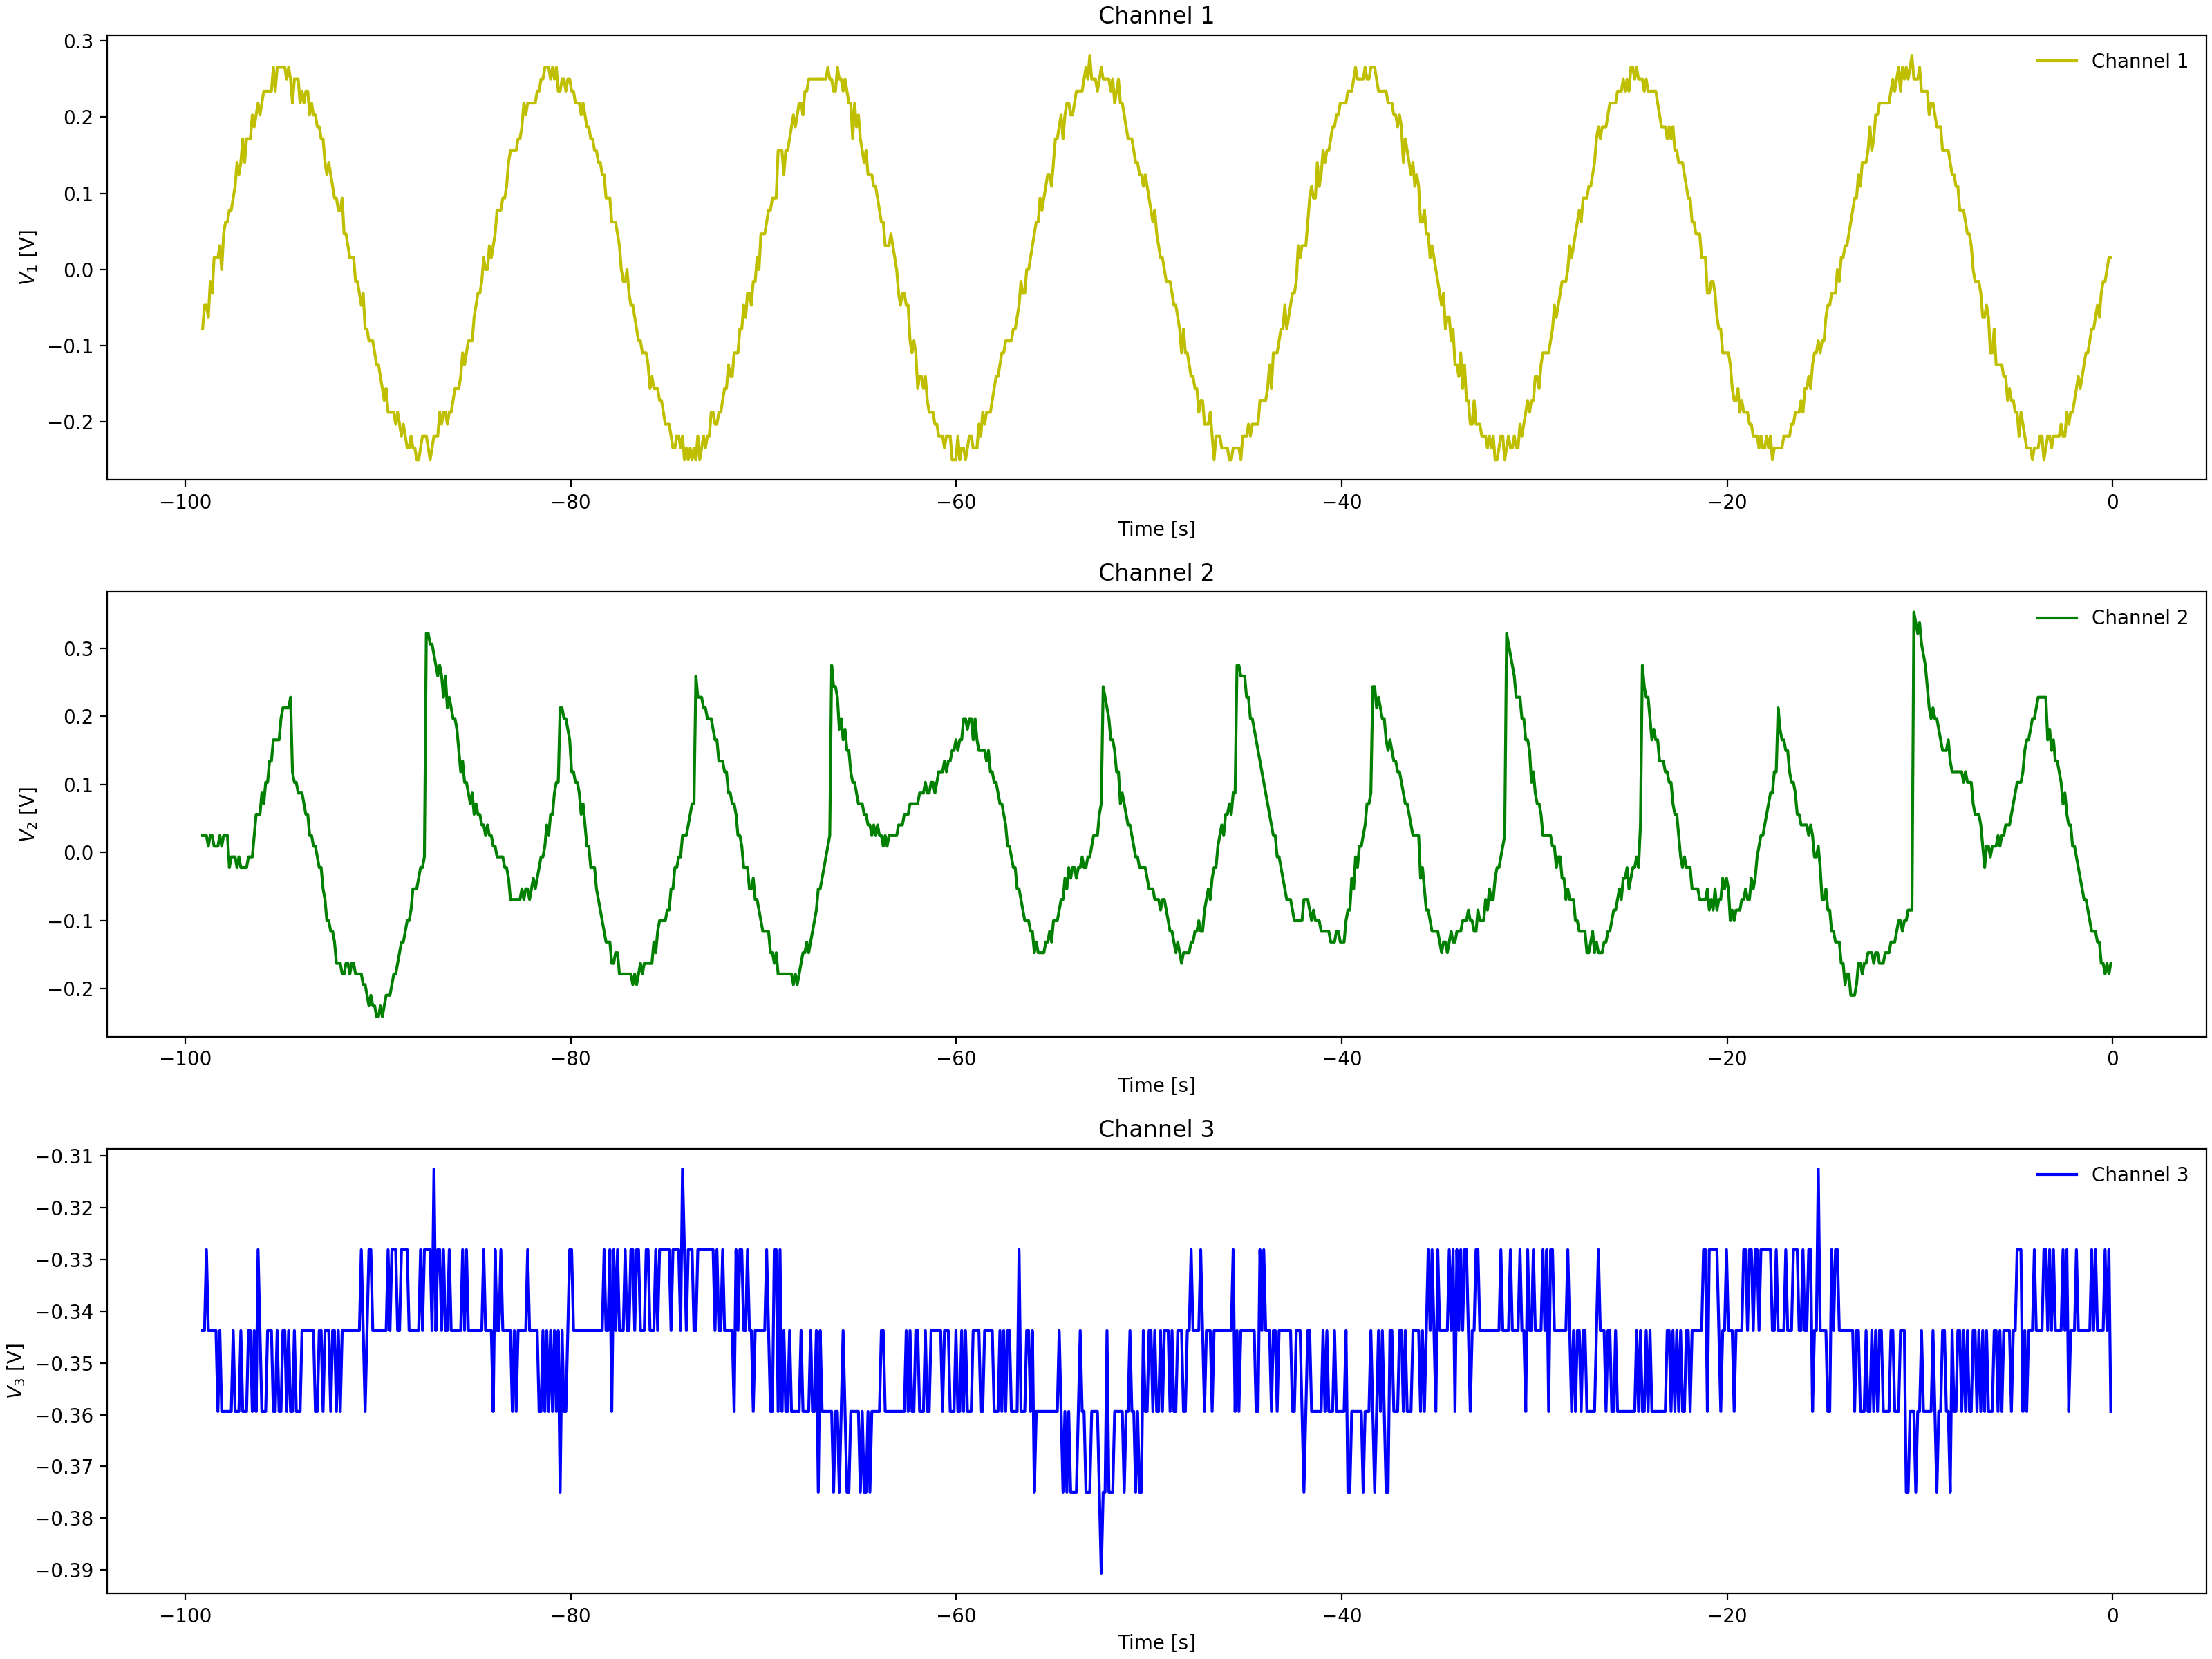 Channel 1
0.3
0.2
0.1
0.0
−0.1
−0.2
V1 [V]
Channel 1
−100 −80 −60 −40 −20 0
Time [s]
Channel 2
0.3
0.2
0.1
0.0
−0.1
−0.2
V2 [V]
Channel 2
−100 −80 −60 −40 −20 0
Time [s]
Channel 3
−0.31
−0.32
−0.33
−0.34
−0.35
−0.36
−0.37
−0.38
−0.39
V3 [V]
Channel 3
−100 −80 −60 −40 −20 0
Time [s]